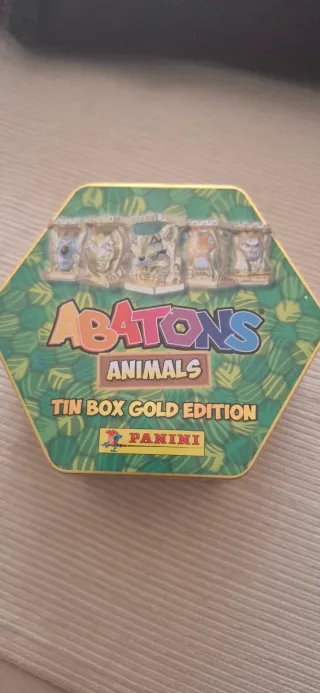 ABATONS
ANIMALS
TIN BOX GOLD EDITION
PANINI